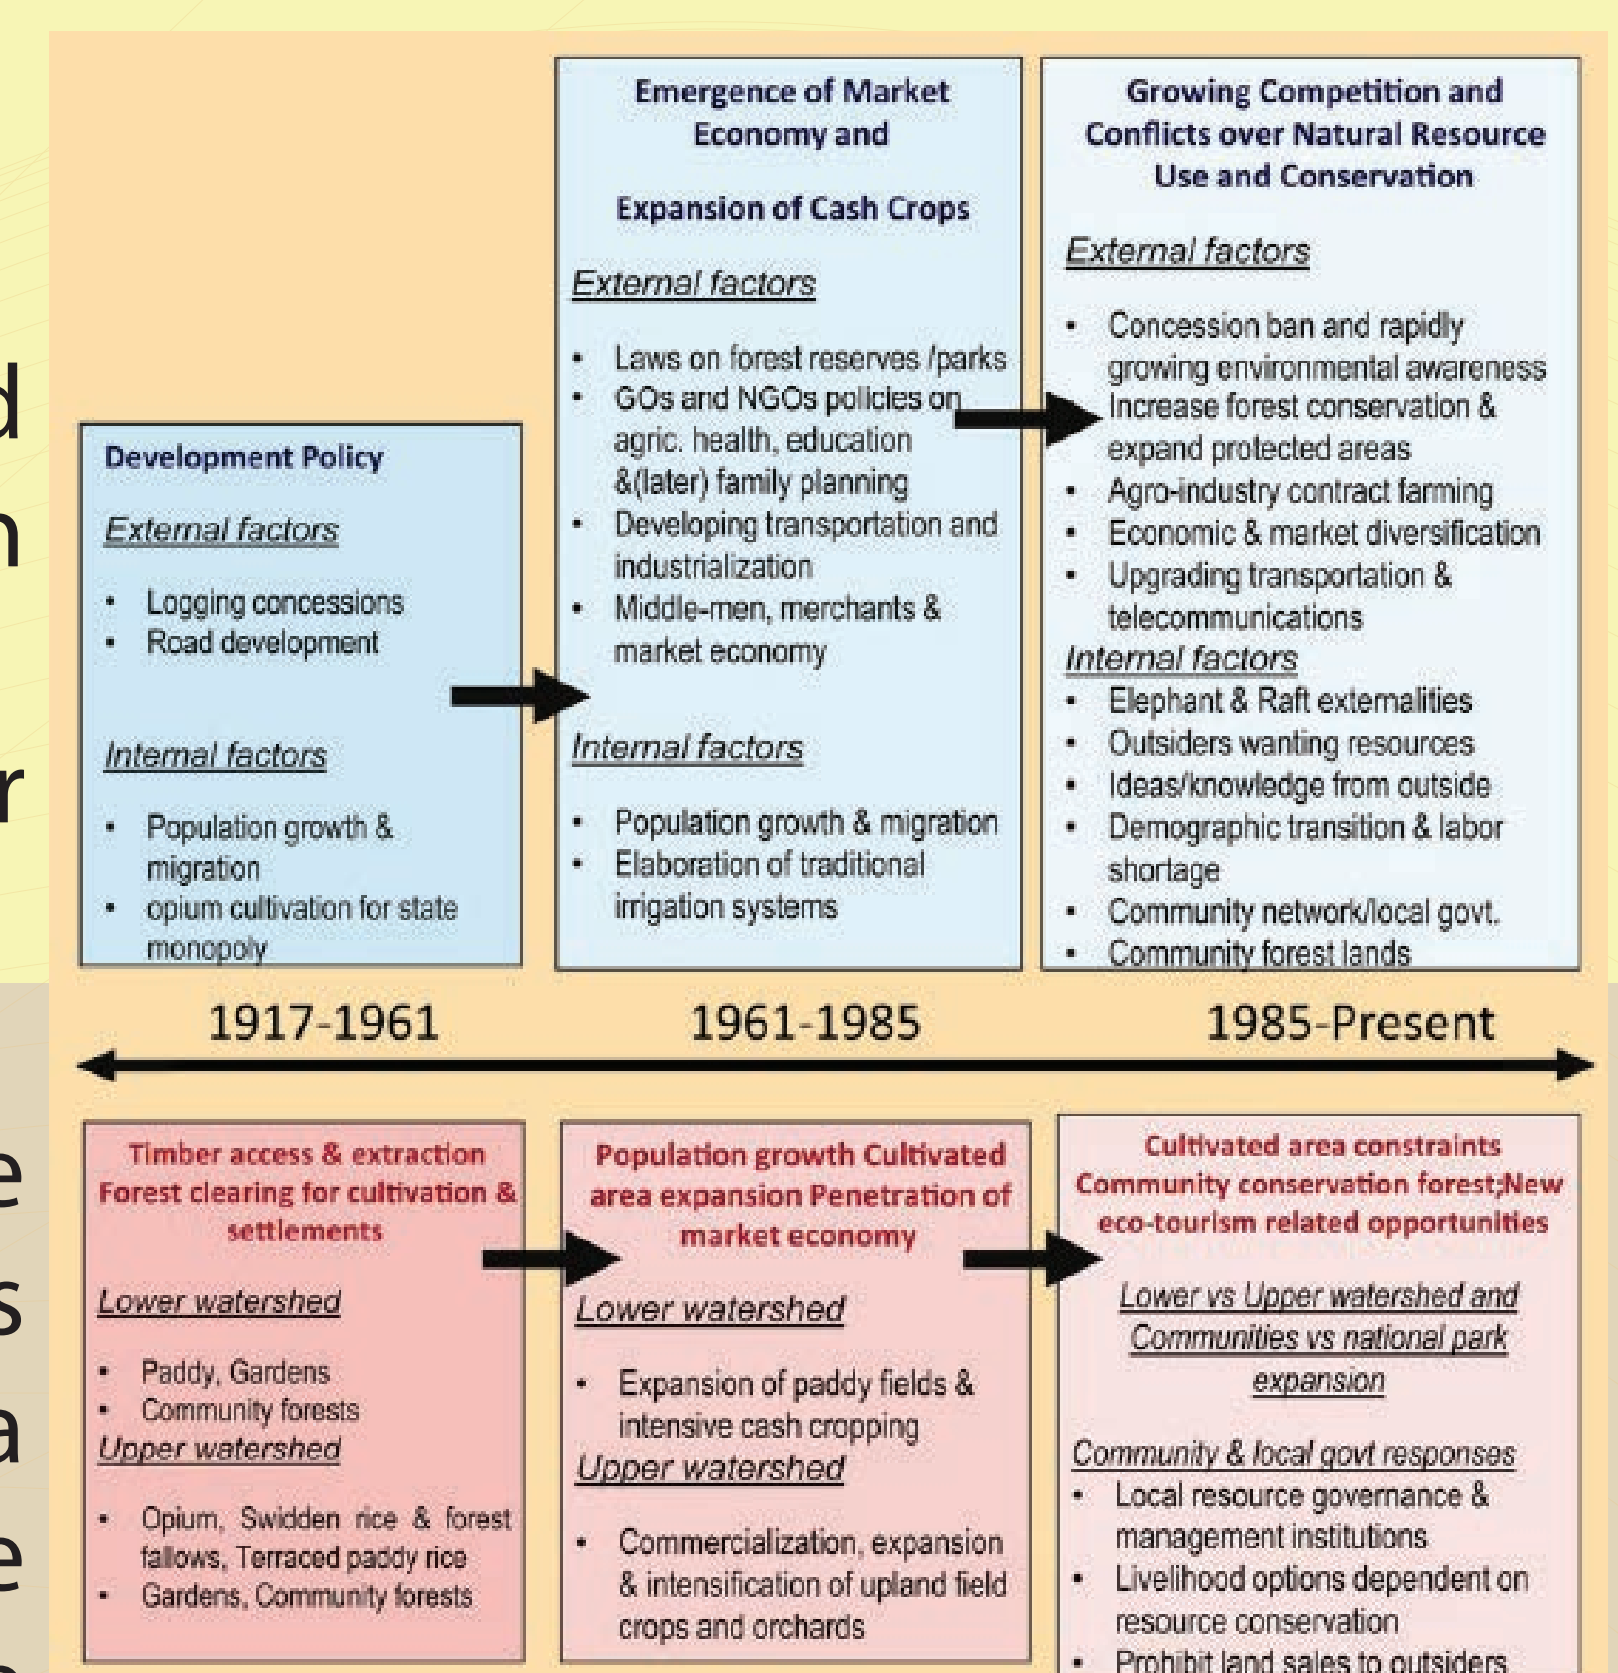 d
n
r
e
s
a
e
Development Policy
External factors
• Logging concessions
• Road development
Internal factors
• Population growth &
migration
• opium cultivation for state
monopoly
Emergence of Market
Economy and
Expansion of Cash Crops
External factors
• Laws on forest reserves /parks
• GOs and NGOs policies on
agric. health, education
&(later) family planning
• Developing transportation and
industrialization
• Middle-men, merchants &
market economy
Internal factors
• Population growth & migration
• Elaboration of traditional
irrigation systems
Growing Competition and
Conflicts over Natural Resource
Use and Conservation
External factors
• Concession ban and rapidly
growing environmental awareness
Increase forest conservation &
expand protected areas
• Agro-industry contract farming
• Economic & market diversification
• Upgrading transportation &
telecommunications
Internal factors
• Elephant & Raft externalities
• Outsiders wanting resources
• Ideas/knowledge from outside
• Demographic transition & labor
shortage
• Community network/local govt.
• Community forest lands
1917-1961
1961-1985
1985-Present
Timber access & extraction
Forest clearing for cultivation &
settlements
Lower watershed
• Paddy, Gardens
• Community forests
Upper watershed
• Opium, Swidden rice & forest
fallows, Terraced paddy rice
• Gardens, Community forests
Population growth Cultivated
area expansion Penetration of
market economy
Lower watershed
• Expansion of paddy fields &
intensive cash cropping
Upper watershed
• Commercialization, expansion
& intensification of upland field
crops and orchards
Cultivated area constraints
Community conservation forest;New
eco-tourism related opportunities
Lower vs Upper watershed and
Communities vs national park
expansion
Community & local govt responses
• Local resource governance &
management institutions
• Livelihood options dependent on
resource conservation
• Prohibit land sales to outsiders